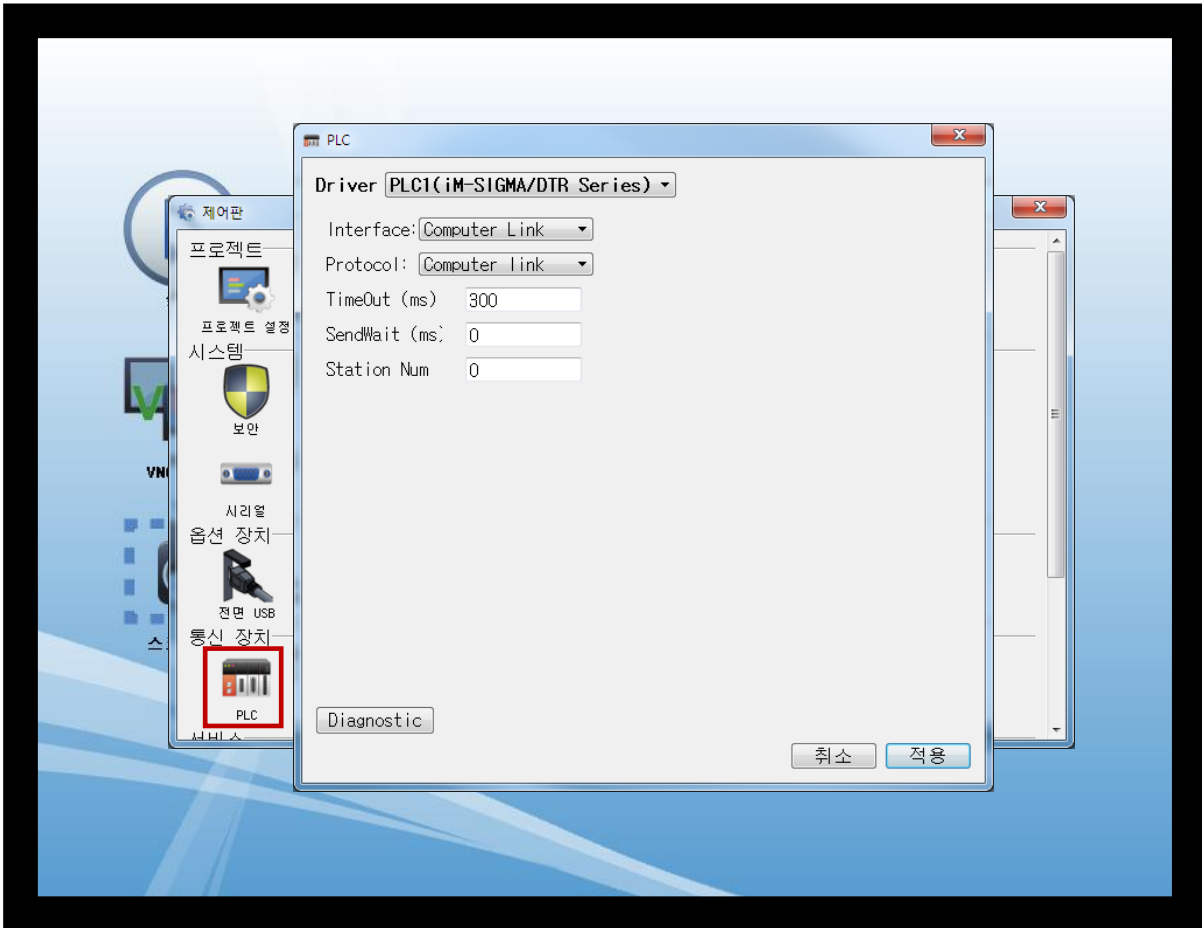 PLC
Driver PLC1(iM-SIGMA/DTR Series)
제어판
Interface: Computer Link
프로젝트
Protocol: Computer link
TimeOut (ms) 300
프로젝트 설정
SendWait (ms) 0
시스템
Station Num 0
보안
시리얼
옵션 장치
전면 USB
통신 장치
PLC
Diagnostic
취소 적용